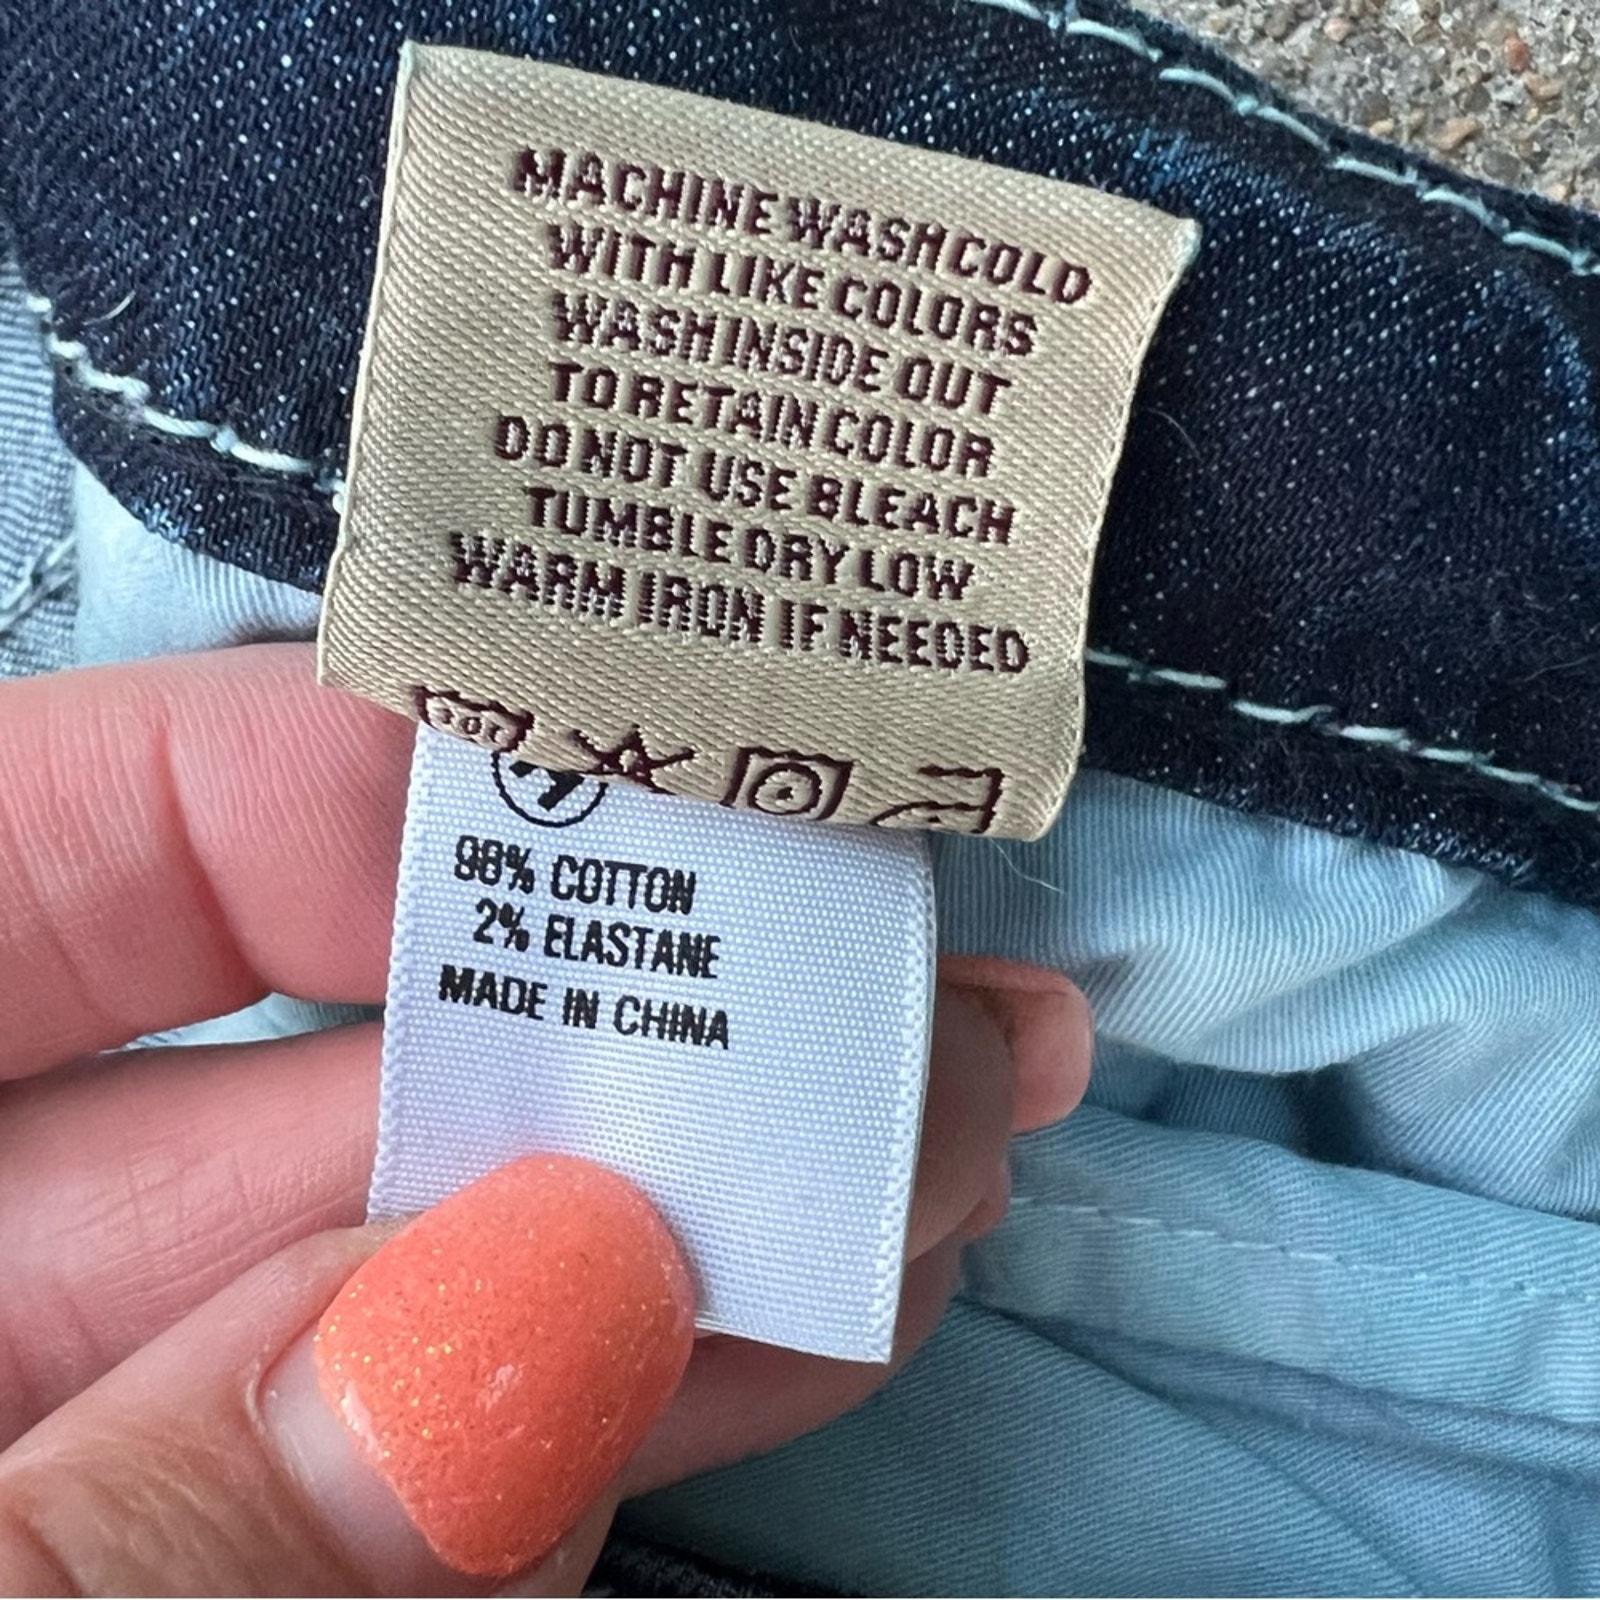 MACHINE WASH COLD
WITH LIKE COLORS
WASH INSIDE OUT
TO RETAIN COLOR
DO NOT USE BLEACH
TUMBLE DRY LOW
WARM IRON IF NEEDED
98% COTTON
2% ELASTANE
MADE IN CHINA